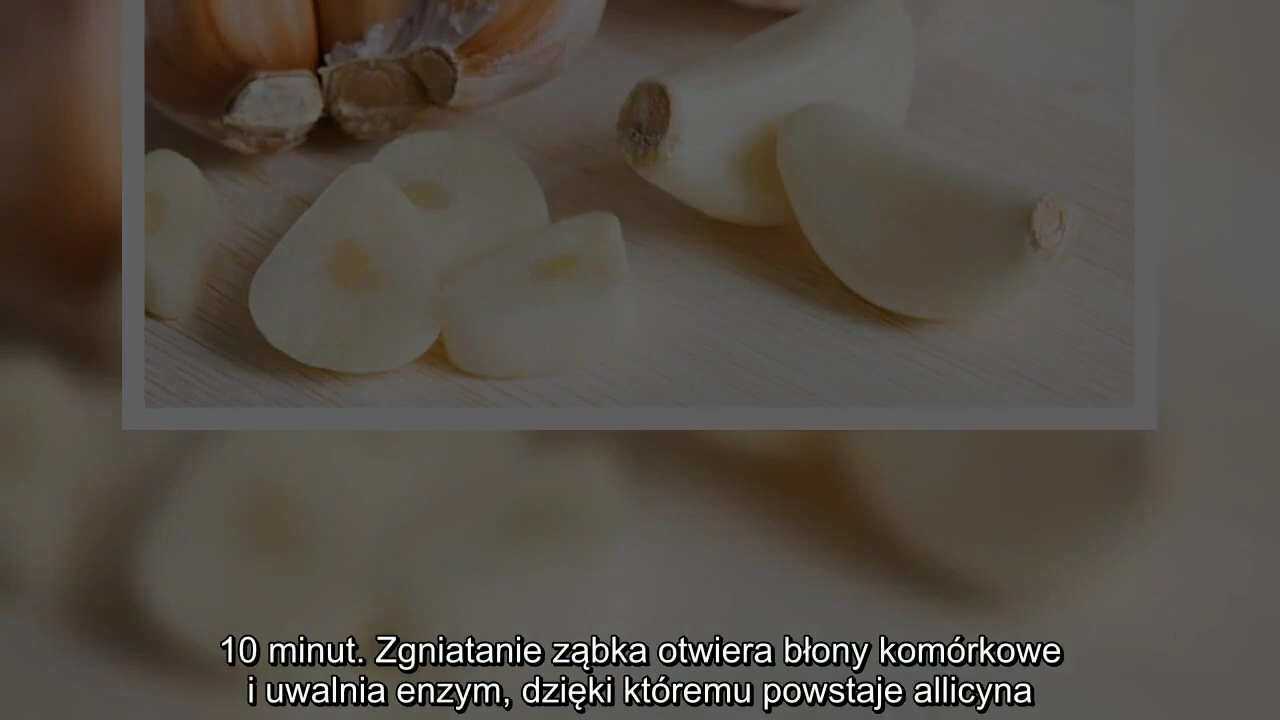 10 minut. Zgniatanie ząbka otwiera błony komórkowe
i uwalnia enzym, dzięki któremu powstaje allicyna